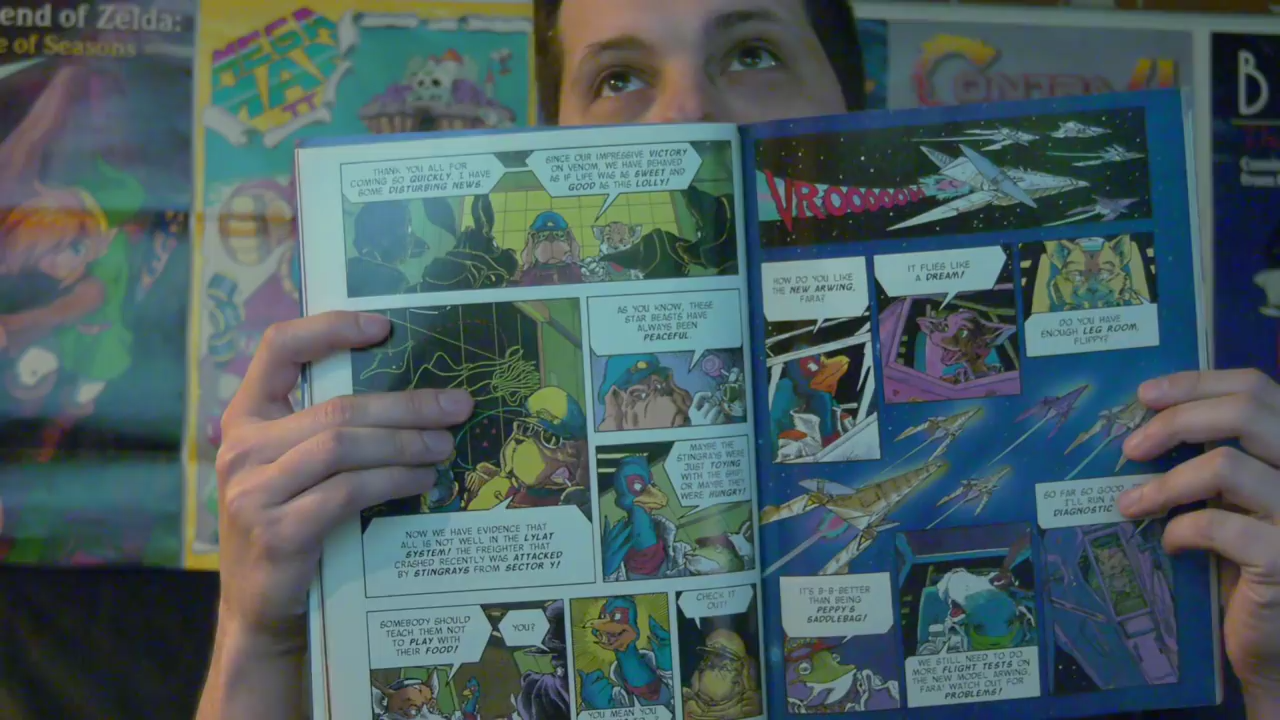 end of Zelda:
e of Seasons
MEGA
MAN
II
CONTRA II
B
THANK YOU ALL FOR
COMING SO QUICKLY. I HAVE
SOME DISTURBING NEWS.
SINCE OUR IMPRESSIVE VICTORY
ON VENOM, WE HAVE BEHAVED
AS IF LIFE WAS AS SWEET AND
GOOD AS THIS LOLLY!
AS YOU KNOW, THESE
STAR BEASTS HAVE
ALWAYS BEEN
PEACEFUL.
NOW WE HAVE EVIDENCE THAT
ALL IS NOT WELL IN THE LYLAT
SYSTEM! THE FREIGHTER THAT
CRASHED RECENTLY WAS ATTACKED
BY STINGRAYS FROM SECTOR Y!
MAYBE THE
STINGRAYS WERE
JUST TOYING
WITH THE SHIP!
OR MAYBE THEY
WERE HUNGRY!
SOMEBODY SHOULD
TEACH THEM NOT
TO PLAY WITH
THEIR FOOD!
YOU?
YOU MEAN YOU
CHECK IT
OUT!
VROOOOOM
HOW DO YOU LIKE
THE NEW ARWING,
FARA?
IT FLIES LIKE
A DREAM!
DO YOU HAVE
ENOUGH LEG ROOM,
FLIPPY?
SO FAR SO GOOD
I'LL RUN A
DIAGNOSTIC
IT'S B-B-BETTER
THAN BEING
PEPPY'S
SADDLEBAG!
WE STILL NEED TO DO
MORE FLIGHT TESTS ON
THE NEW MODEL ARWING,
FARA! WATCH OUT FOR
PROBLEMS!